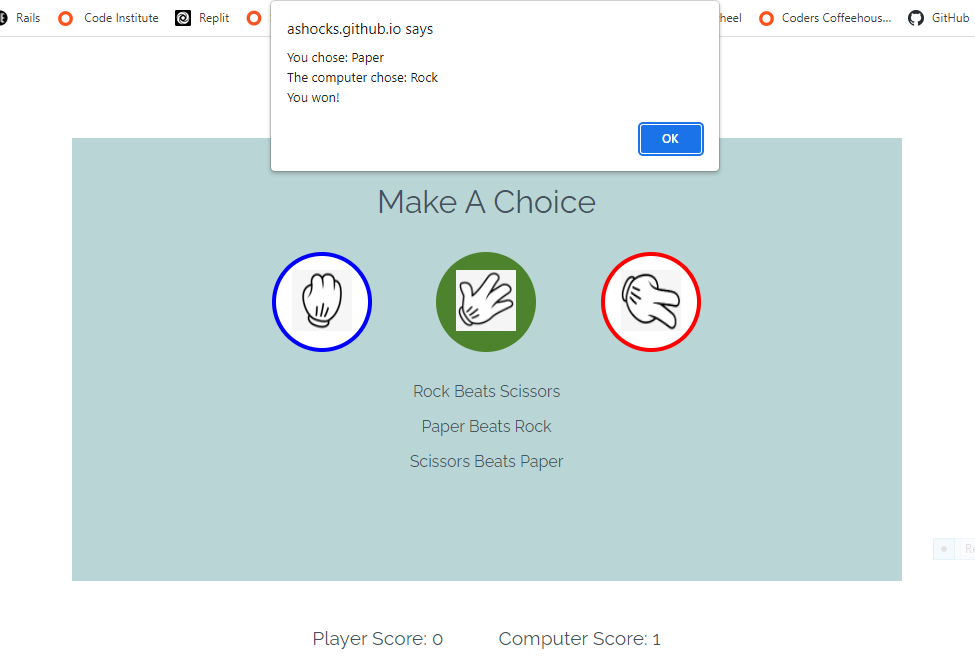 Rails Code Institute Replit heel Coders Coffeehous... GitHub
ashocks.github.io says
You chose: Paper
The computer chose: Rock
You won!
OK
Make A Choice
Rock Beats Scissors
Paper Beats Rock
Scissors Beats Paper
Re
Player Score: 0 Computer Score: 1